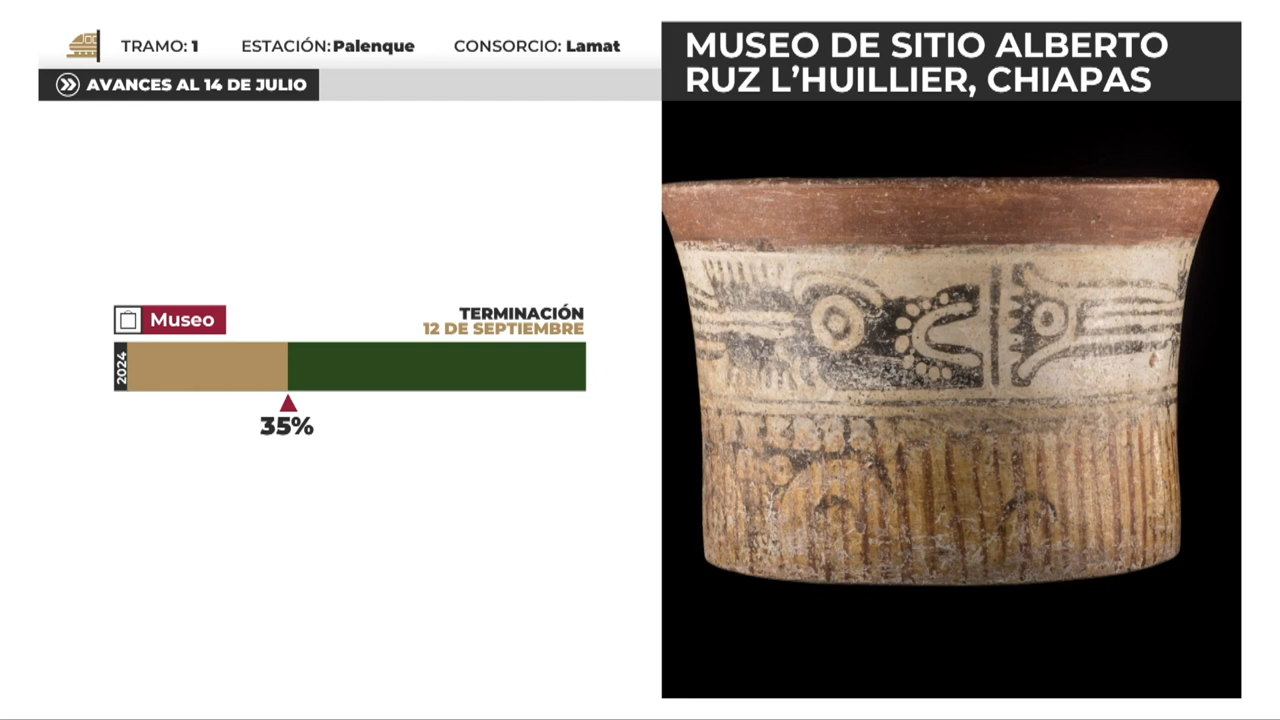 TRAMO: 1 ESTACIÓN: Palenque CONSORCIO: Lamat
AVANCES AL 14 DE JULIO
MUSEO DE SITIO ALBERTO
RUZ L’HUILLIER, CHIAPAS
Museo
TERMINACIÓN
12 DE SEPTIEMBRE
2024
35%